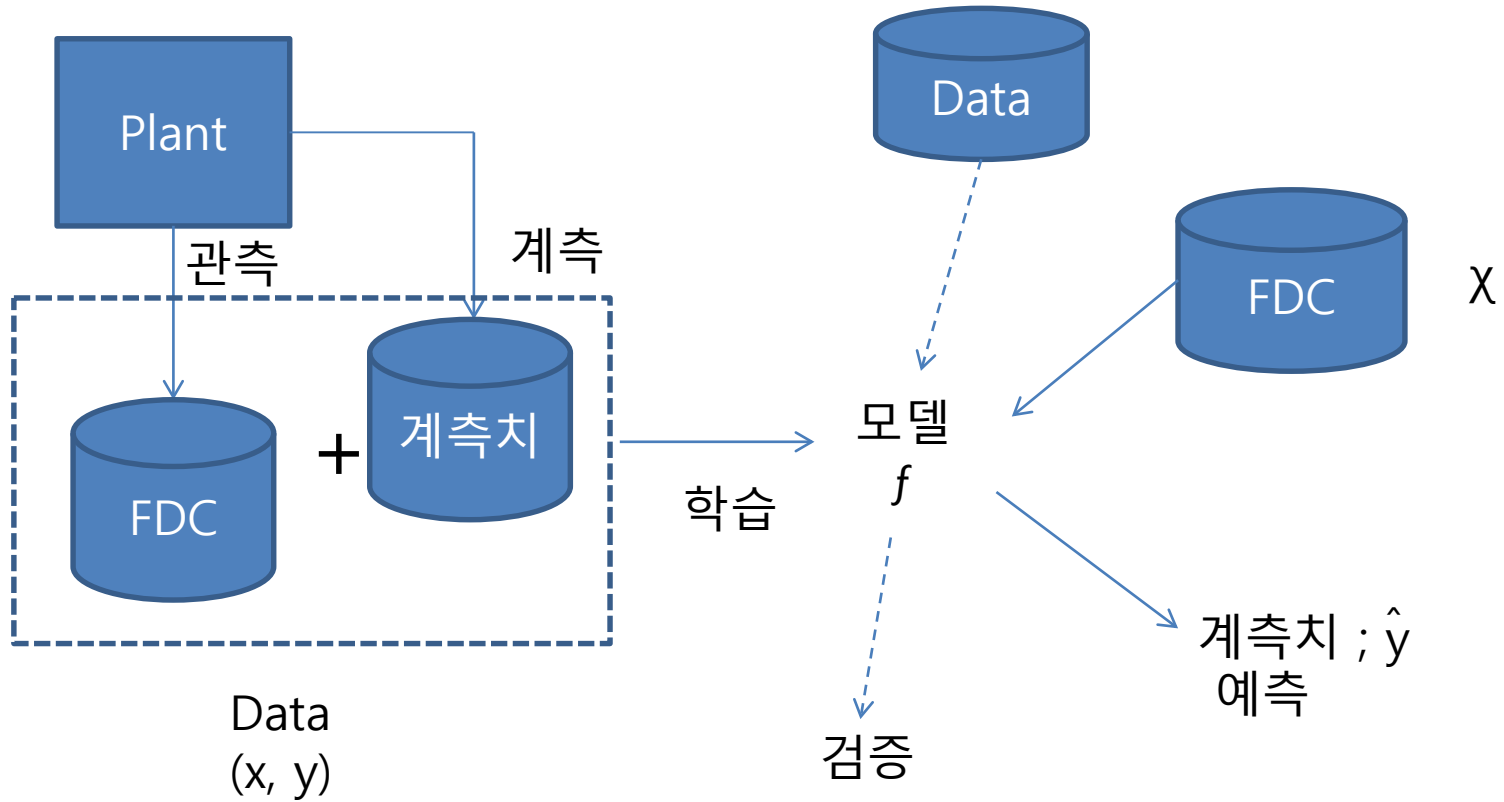 Plant
관측
계측
FDC
+
계측치
Data
(x, y)
학습
Data
FDC
χ
모델
f
계측치 ; ŷ
예측
검증